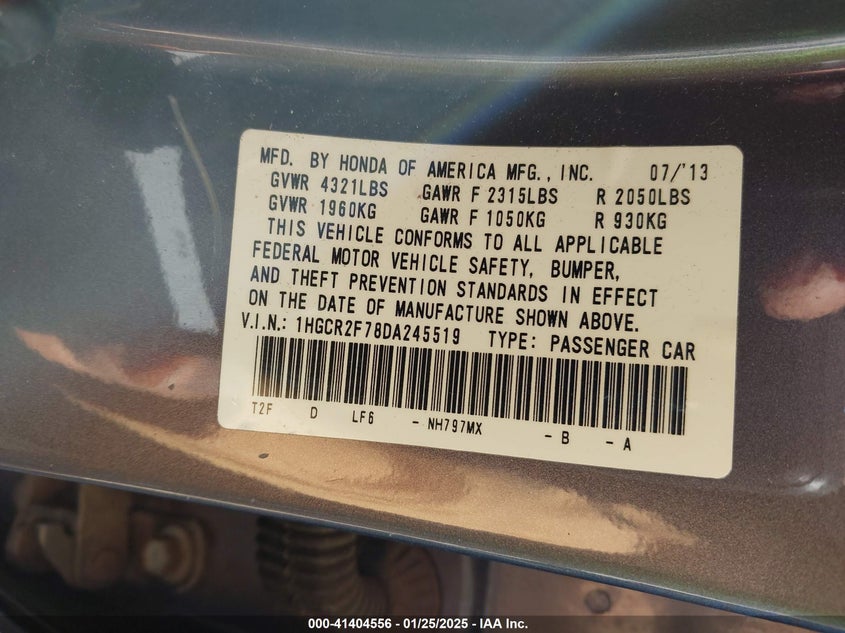 MFD. BY HONDA OF AMERICA MFG., INC. 07/'13
GVWR 4321LBS GAWR F 2315LBS R 2050LBS
GVWR 1960KG GAWR F 1050KG R 930KG
THIS VEHICLE CONFORMS TO ALL APPLICABLE
FEDERAL MOTOR VEHICLE SAFETY, BUMPER,
AND THEFT PREVENTION STANDARDS IN EFFECT
ON THE DATE OF MANUFACTURE SHOWN ABOVE.
V.I.N.: 1HGCR2F78DA245519 TYPE: PASSENGER CAR
T2F D LF6 - NH797MX - B - A
000-41404556 - 01/25/2025 - IAA Inc.